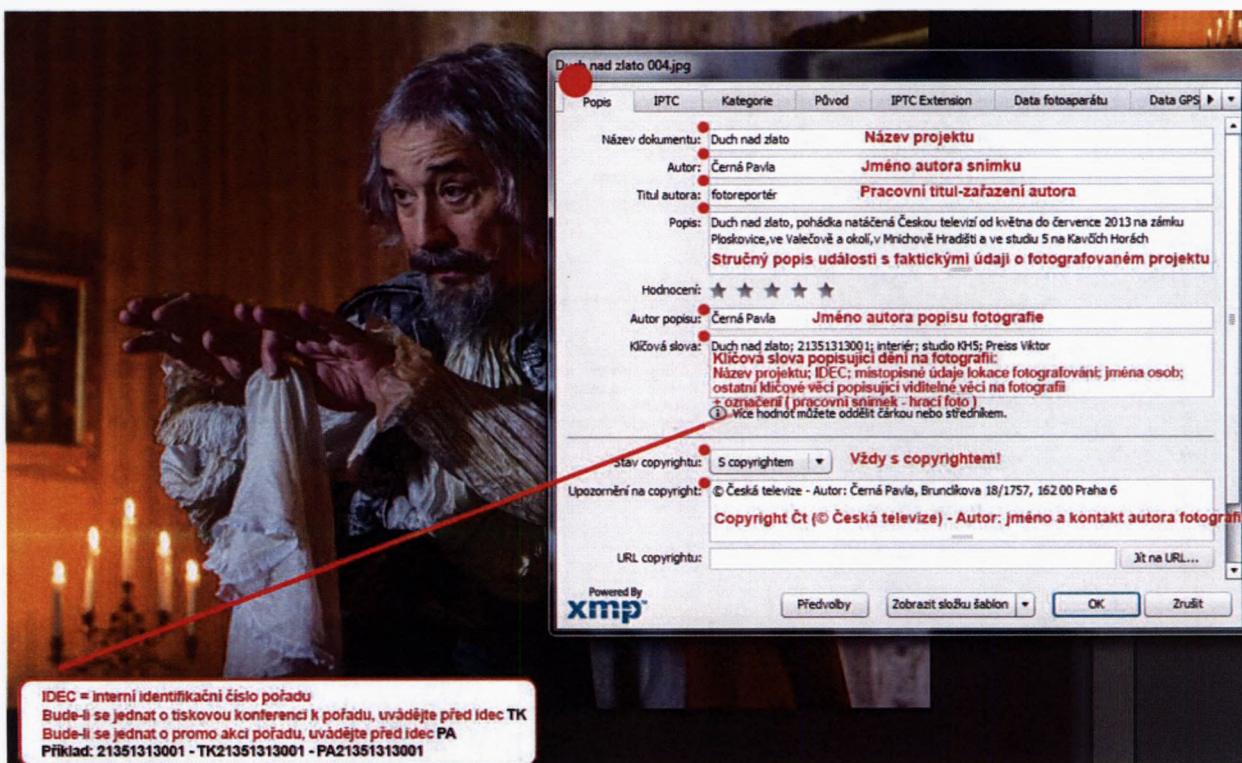 Duch nad zlato 004.jpg
Popis IPTC Kategorie Původ IPTC Extension Data fotoaparátu Data GPS
Název dokumentu: Duch nad zlato Název projektu
Autor: Černá Pavla Jméno autora snímku
Titul autora: fotoreportér Pracovní titul-zařazení autora
Popis: Duch nad zlato, pohádka natáčená Českou televizí od května do července 2013 na zámku
Ploskovice,ve Valečově a okolí,v Mnichově Hradišti a ve studiu 5 na Kavčích Horách
Stručný popis události s faktickými údaji o fotografovaném projektu
Hodnocení:
Autor popisu: Černá Pavla Jméno autora popisu fotografie
Klíčová slova: Duch nad zlato; 21351313001; interiér; studio KH5; Preiss Viktor
Klíčová slova popisující dění na fotografii:
Název projektu; IDEC; místopisné údaje lokace fotografování; jména osob;
ostatní klíčové věci popisující viditelné věci na fotografii
+ označení ( pracovní snímek - hrací foto )
Více hodnot můžete oddělit čárkou nebo středníkem.
Stav copyrightu: S copyrightem Vždy s copyrightem!
Upozornění na copyright: © Česká televize - Autor: Černá Pavla, Brunclíkova 18/1757, 162 00 Praha 6
Copyright Čt (© Česká televize) - Autor: jméno a kontakt autora fotografi
URL copyrightu: Jít na URL...
Powered By
xmp™ Předvolby Zobrazit složku šablon OK Zrušit
IDEC = interní identifikační číslo pořadu
Bude-li se jednat o tiskovou konferenci k pořadu, uvádějte před idec TK
Bude-li se jednat o promo akci pořadu, uvádějte před idec PA
Příklad: 21351313001 - TK21351313001 - PA21351313001